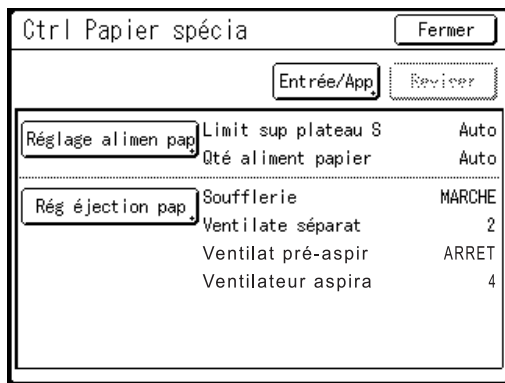 Ctrl Papier spécia Fermer
Entrée/App Reviser
Réglage alimen pap Limit sup plateau S Auto
Qté aliment papier Auto
Rég éjection pap Soufflerie MARCHE
Ventilate séparat 2
Ventilat pré-aspir ARRET
Ventilateur aspira 4